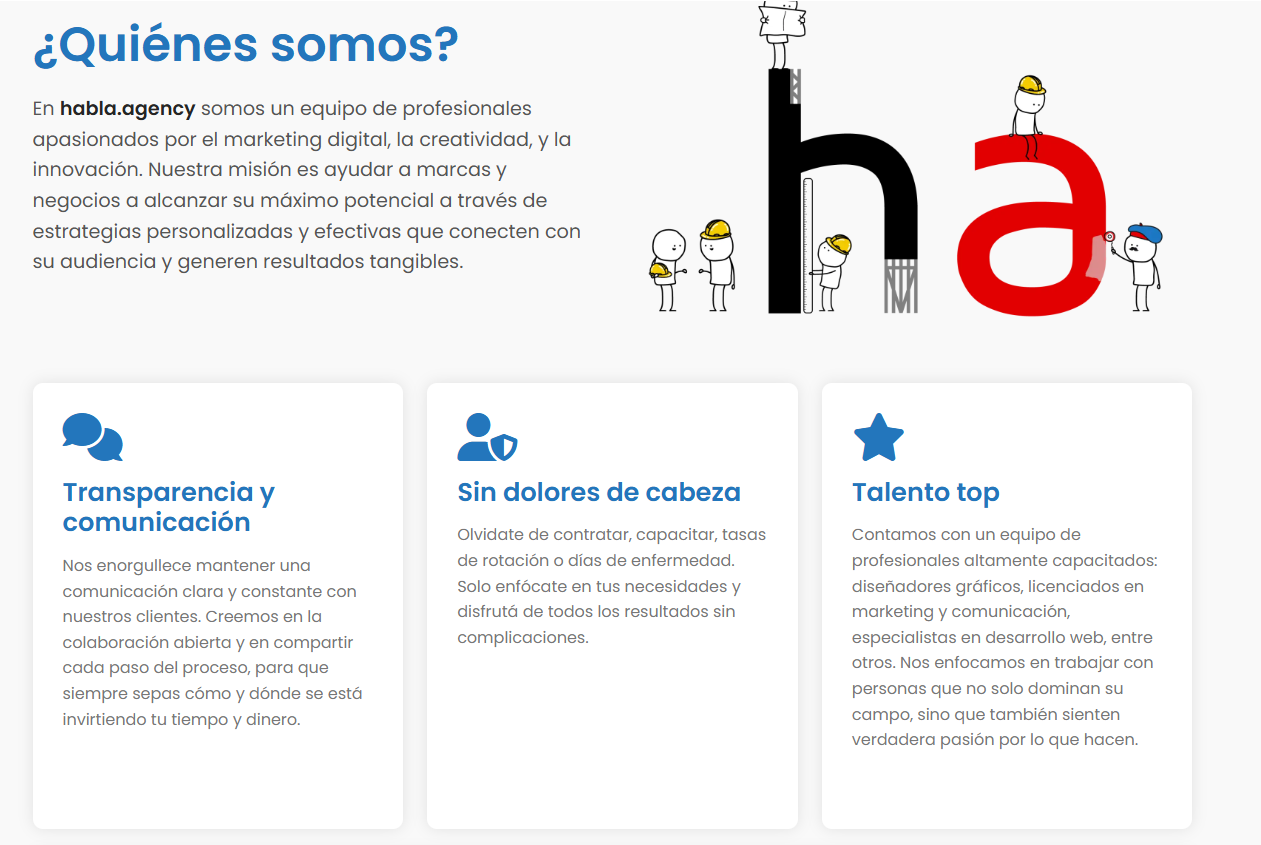 ¿Quiénes somos?
En habla.agency somos un equipo de profesionales
apasionados por el marketing digital, la creatividad, y la
innovación. Nuestra misión es ayudar a marcas y
negocios a alcanzar su máximo potencial a través de
estrategias personalizadas y efectivas que conecten con
su audiencia y generen resultados tangibles.
ha
Transparencia y
comunicación
Nos enorgullece mantener una
comunicación clara y constante con
nuestros clientes. Creemos en la
colaboración abierta y en compartir
cada paso del proceso, para que
siempre sepas cómo y dónde se está
invirtiendo tu tiempo y dinero.
Sin dolores de cabeza
Olvidate de contratar, capacitar, tasas
de rotación o días de enfermedad.
Solo enfócate en tus necesidades y
disfrutá de todos los resultados sin
complicaciones.
Talento top
Contamos con un equipo de
profesionales altamente capacitados:
diseñadores gráficos, licenciados en
marketing y comunicación,
especialistas en desarrollo web, entre
otros. Nos enfocamos en trabajar con
personas que no solo dominan su
campo, sino que también sienten
verdadera pasión por lo que hacen.